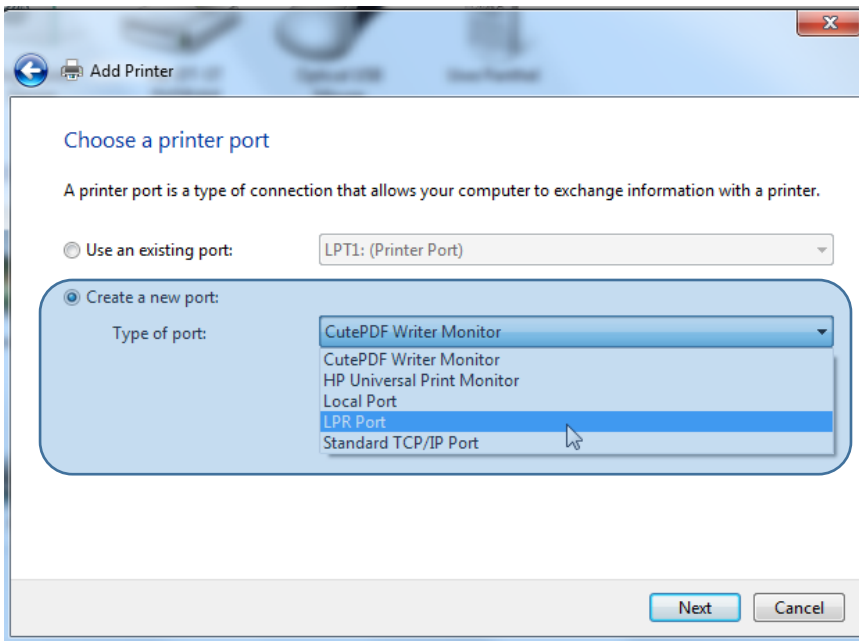 X
Add Printer
Choose a printer port
A printer port is a type of connection that allows your computer to exchange information with a printer.
Use an existing port: LPT1: (Printer Port)
Create a new port:
Type of port: CutePDF Writer Monitor
CutePDF Writer Monitor
HP Universal Print Monitor
Local Port
LPR Port
Standard TCP/IP Port
Next Cancel